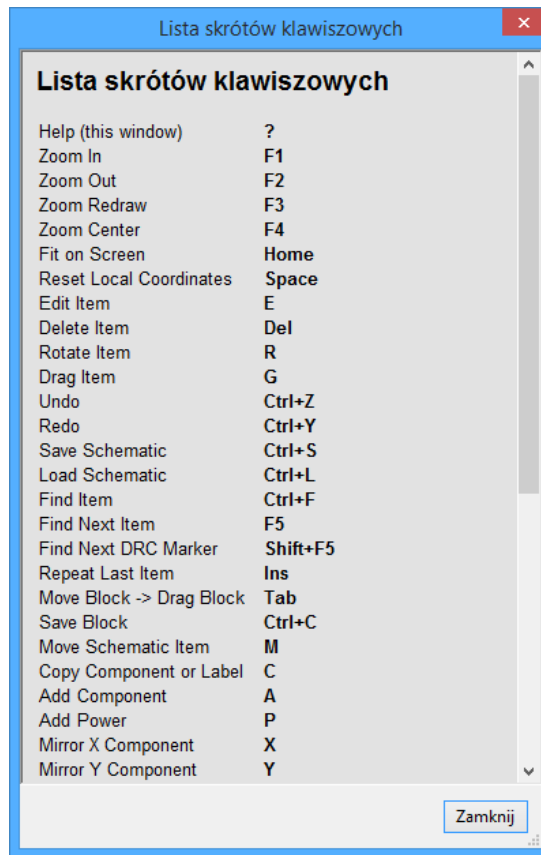 Lista skrótów klawiszowych
Lista skrótów klawiszowych
Help (this window) ?
Zoom In F1
Zoom Out F2
Zoom Redraw F3
Zoom Center F4
Fit on Screen Home
Reset Local Coordinates Space
Edit Item E
Delete Item Del
Rotate Item R
Drag Item G
Undo Ctrl+Z
Redo Ctrl+Y
Save Schematic Ctrl+S
Load Schematic Ctrl+L
Find Item Ctrl+F
Find Next Item F5
Find Next DRC Marker Shift+F5
Repeat Last Item Ins
Move Block -> Drag Block Tab
Save Block Ctrl+C
Move Schematic Item M
Copy Component or Label C
Add Component A
Add Power P
Mirror X Component X
Mirror Y Component Y
Zamknij